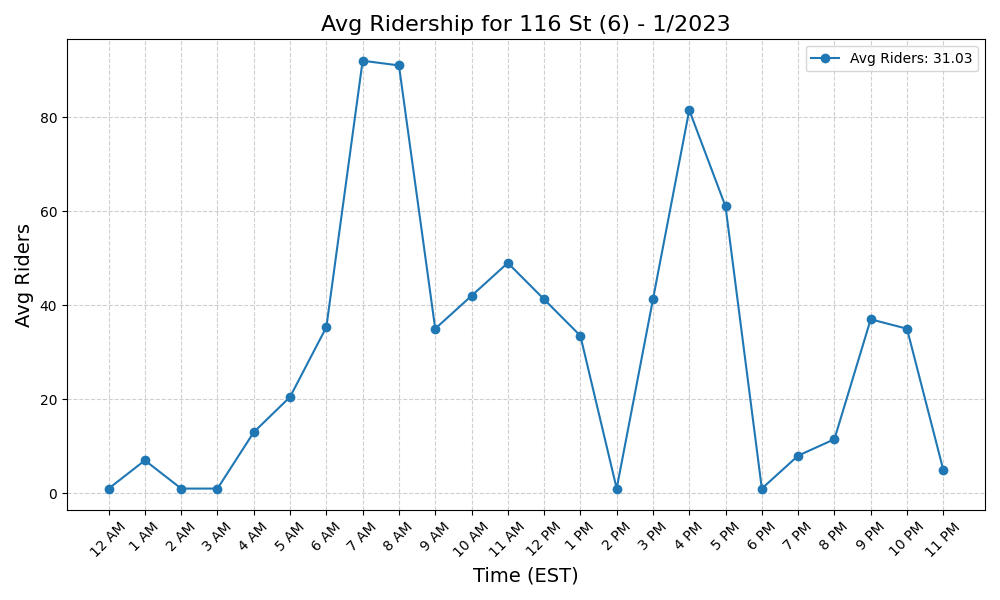 Avg Ridership for 116 St (6) - 1/2023
Avg Riders: 31.03
Avg Riders
80
60
40
20
0
12 AM
1 AM
2 AM
3 AM
4 AM
5 AM
6 AM
7 AM
8 AM
9 AM
10 AM
11 AM
12 PM
1 PM
2 PM
3 PM
4 PM
5 PM
6 PM
7 PM
8 PM
9 PM
10 PM
11 PM
Time (EST)